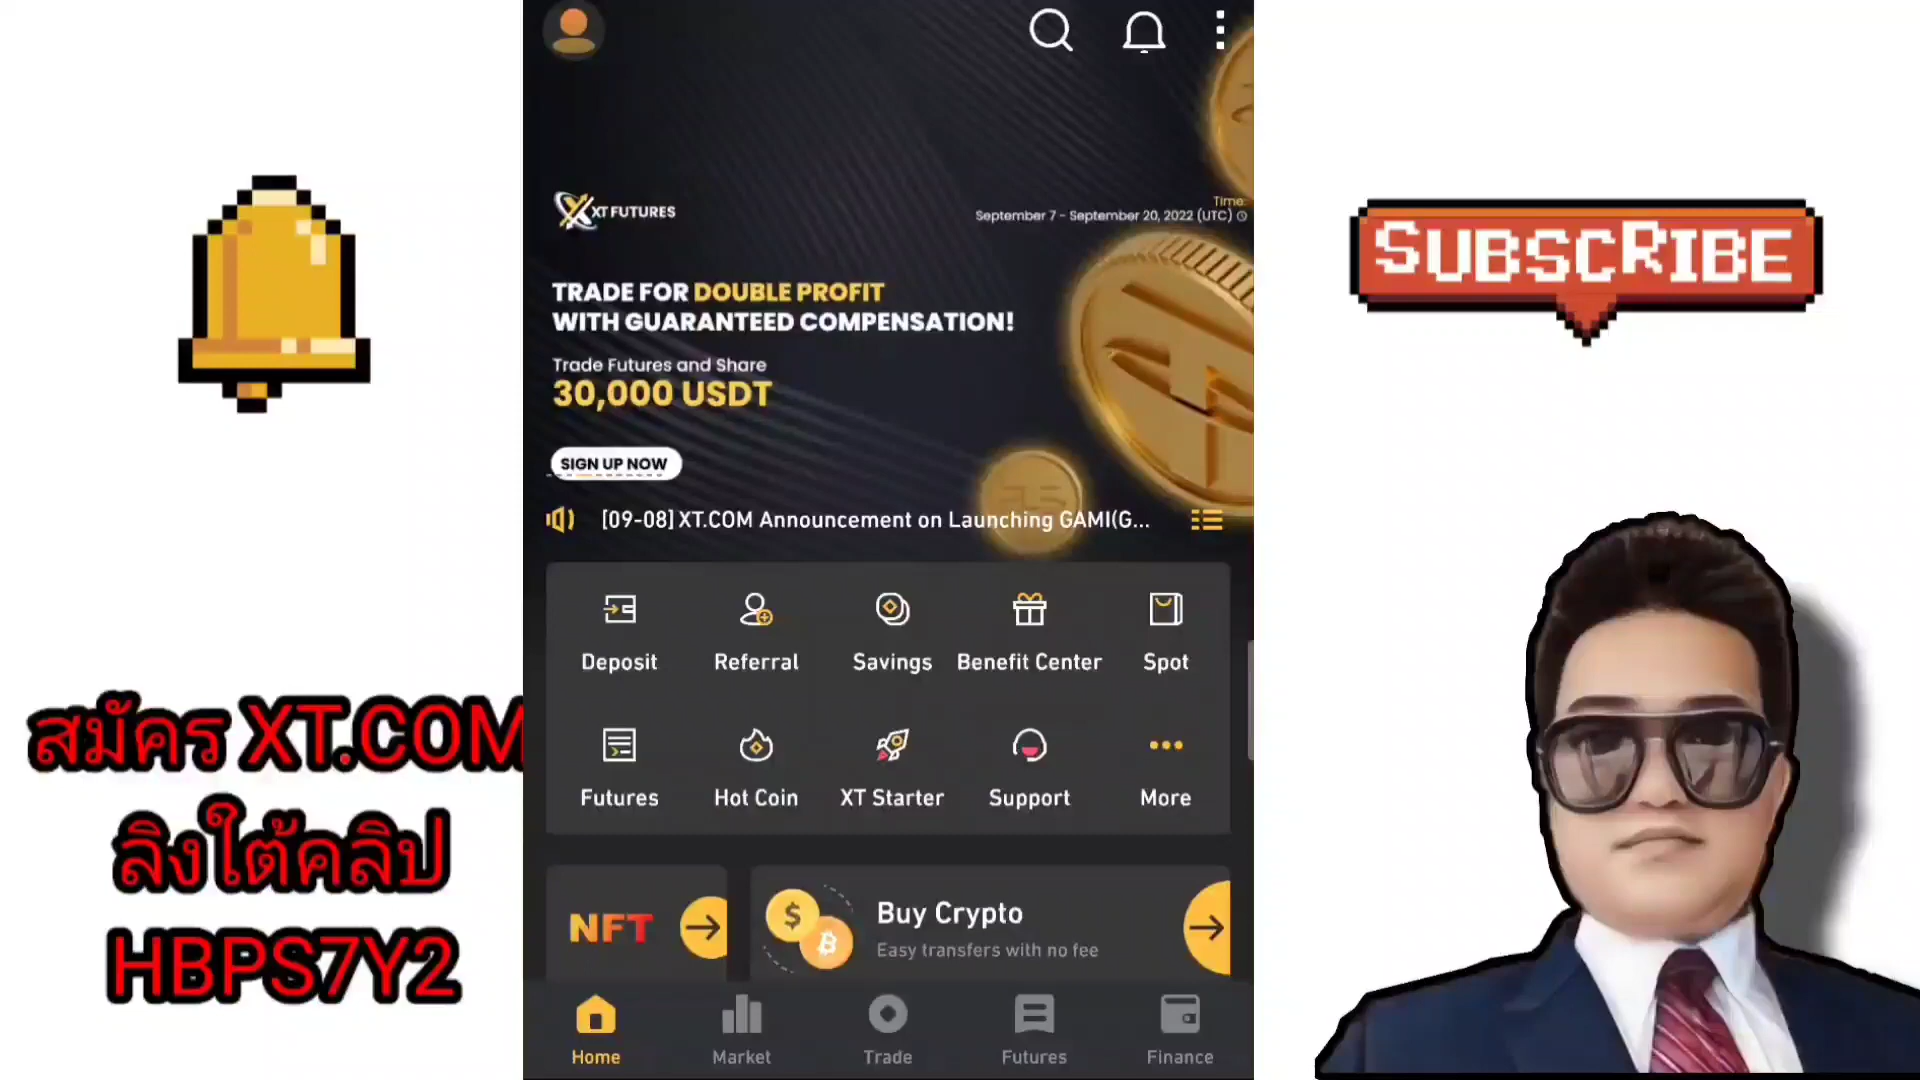 XT FUTURES
Time:
September 7 - September 20, 2022 (UTC)
TRADE FOR DOUBLE PROFIT
WITH GUARANTEED COMPENSATION!
Trade Futures and Share
30,000 USDT
SIGN UP NOW
[09-08] XT.COM Announcement on Launching GAMI(G...
Deposit
Referral
Savings
Benefit Center
Spot
Futures
Hot Coin
XT Starter
Support
More
NFT
Buy Crypto
Easy transfers with no fee
Home
Market
Trade
Futures
Finance
สมัคร XT.COM
ลิงใต้คลิป
HBPS7Y2
SUBSCRIBE